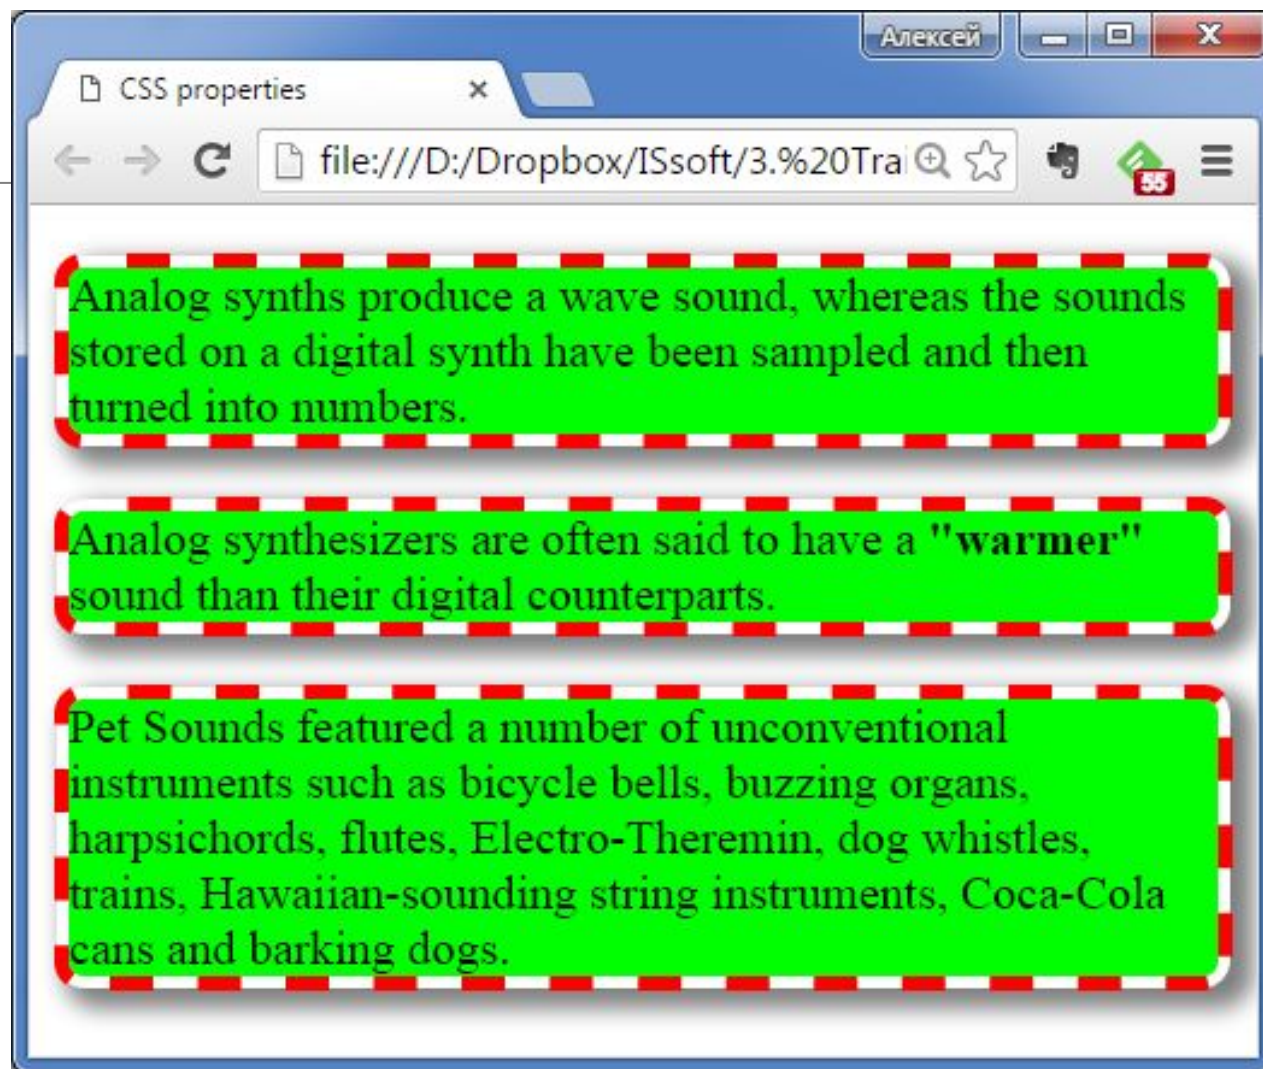 Алексей
CSS properties
file:///D:/Dropbox/ISsoft/3.%20Trai
55
Analog synths produce a wave sound, whereas the sounds
stored on a digital synth have been sampled and then
turned into numbers.
Analog synthesizers are often said to have a "warmer"
sound than their digital counterparts.
Pet Sounds featured a number of unconventional
instruments such as bicycle bells, buzzing organs,
harpsichords, flutes, Electro-Theremin, dog whistles,
trains, Hawaiian-sounding string instruments, Coca-Cola
cans and barking dogs.